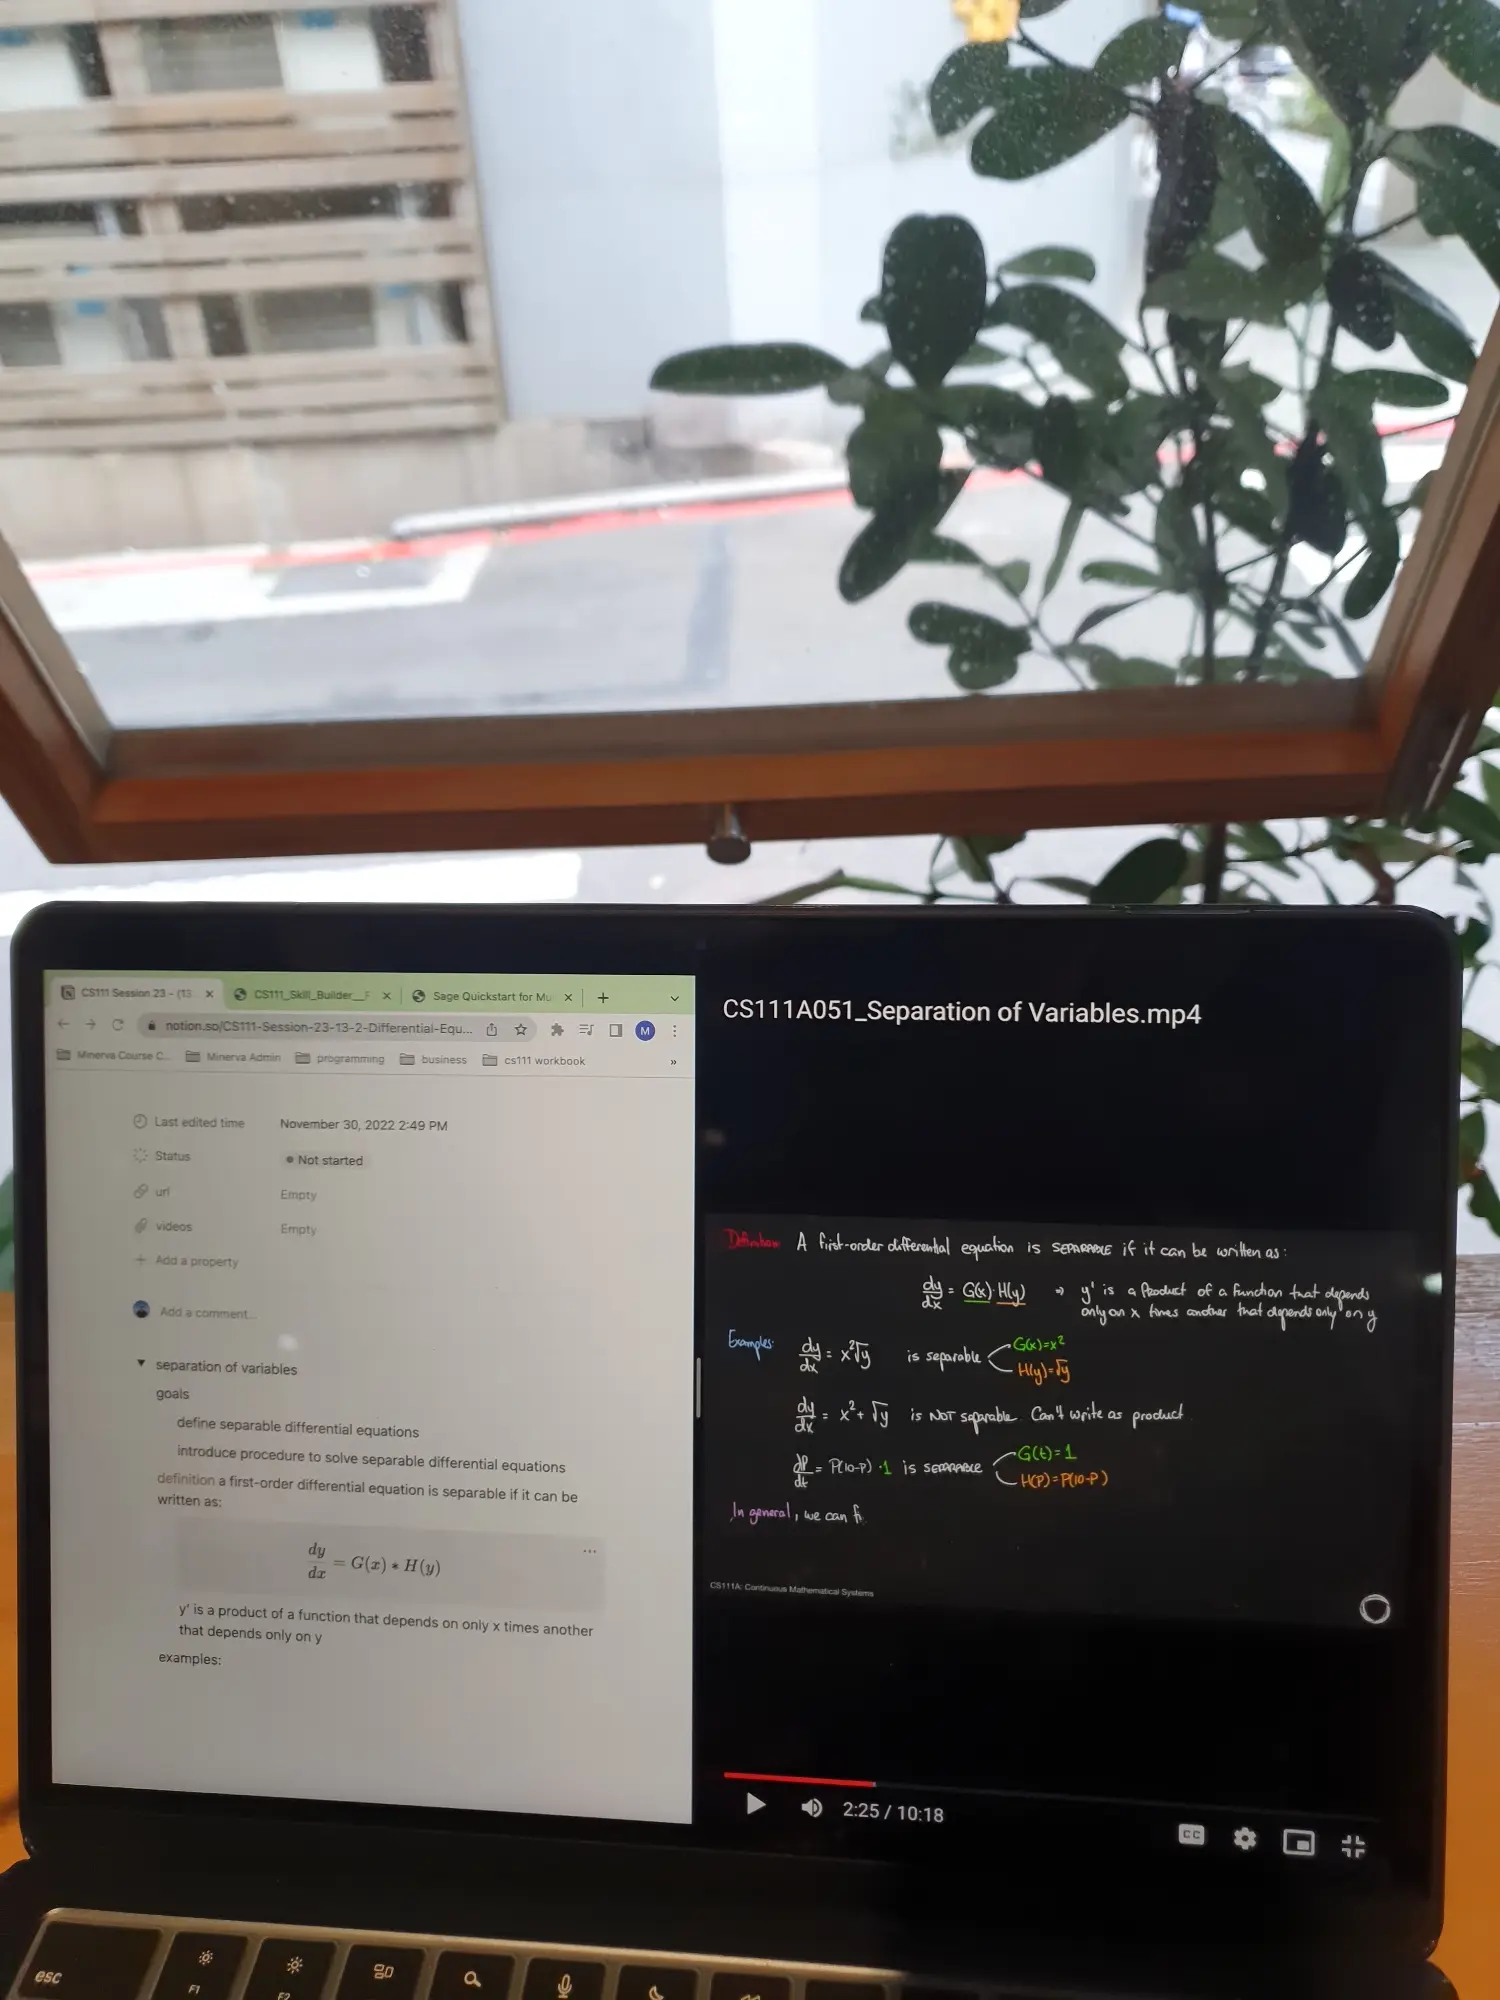 CS111 Session 23 - (13
CS111_Skill_Builder__F
Sage Quickstart for Mu
notion.so/CS111-Session-23-13-2-Differential-Equ...
M
Minerva Course C...
Minerva Admin
programming
business
cs111 workbook
»
Last edited time
November 30, 2022 2:49 PM
Status
Not started
url
Empty
videos
Empty
+ Add a property
Add a comment...
separation of variables
goals
define separable differential equations
introduce procedure to solve separable differential equations
definition a first-order differential equation is separable if it can be
written as:
dy/dx = G(x) * H(y)
y' is a product of a function that depends on only x times another
that depends only on y
examples:
CS111A051_Separation of Variables.mp4
Definition: A first-order differential equation is SEPARABLE if it can be written as:
dy/dx = G(x)·H(y) ⇒ y' is a product of a function that depends
only on x times another that depends only on y
Examples: dy/dx = x²√y is separable G(x)=x²
H(y)=√y
dy/dx = x² + √y is NOT separable. Can't write as product
dP/dt = P(10-P)·1 is SEPARABLE G(t)=1
H(P)=P(10-P)
In general, we can fi
CS111A: Continuous Mathematical Systems
2:25 / 10:18
CC
esc
F1
F2